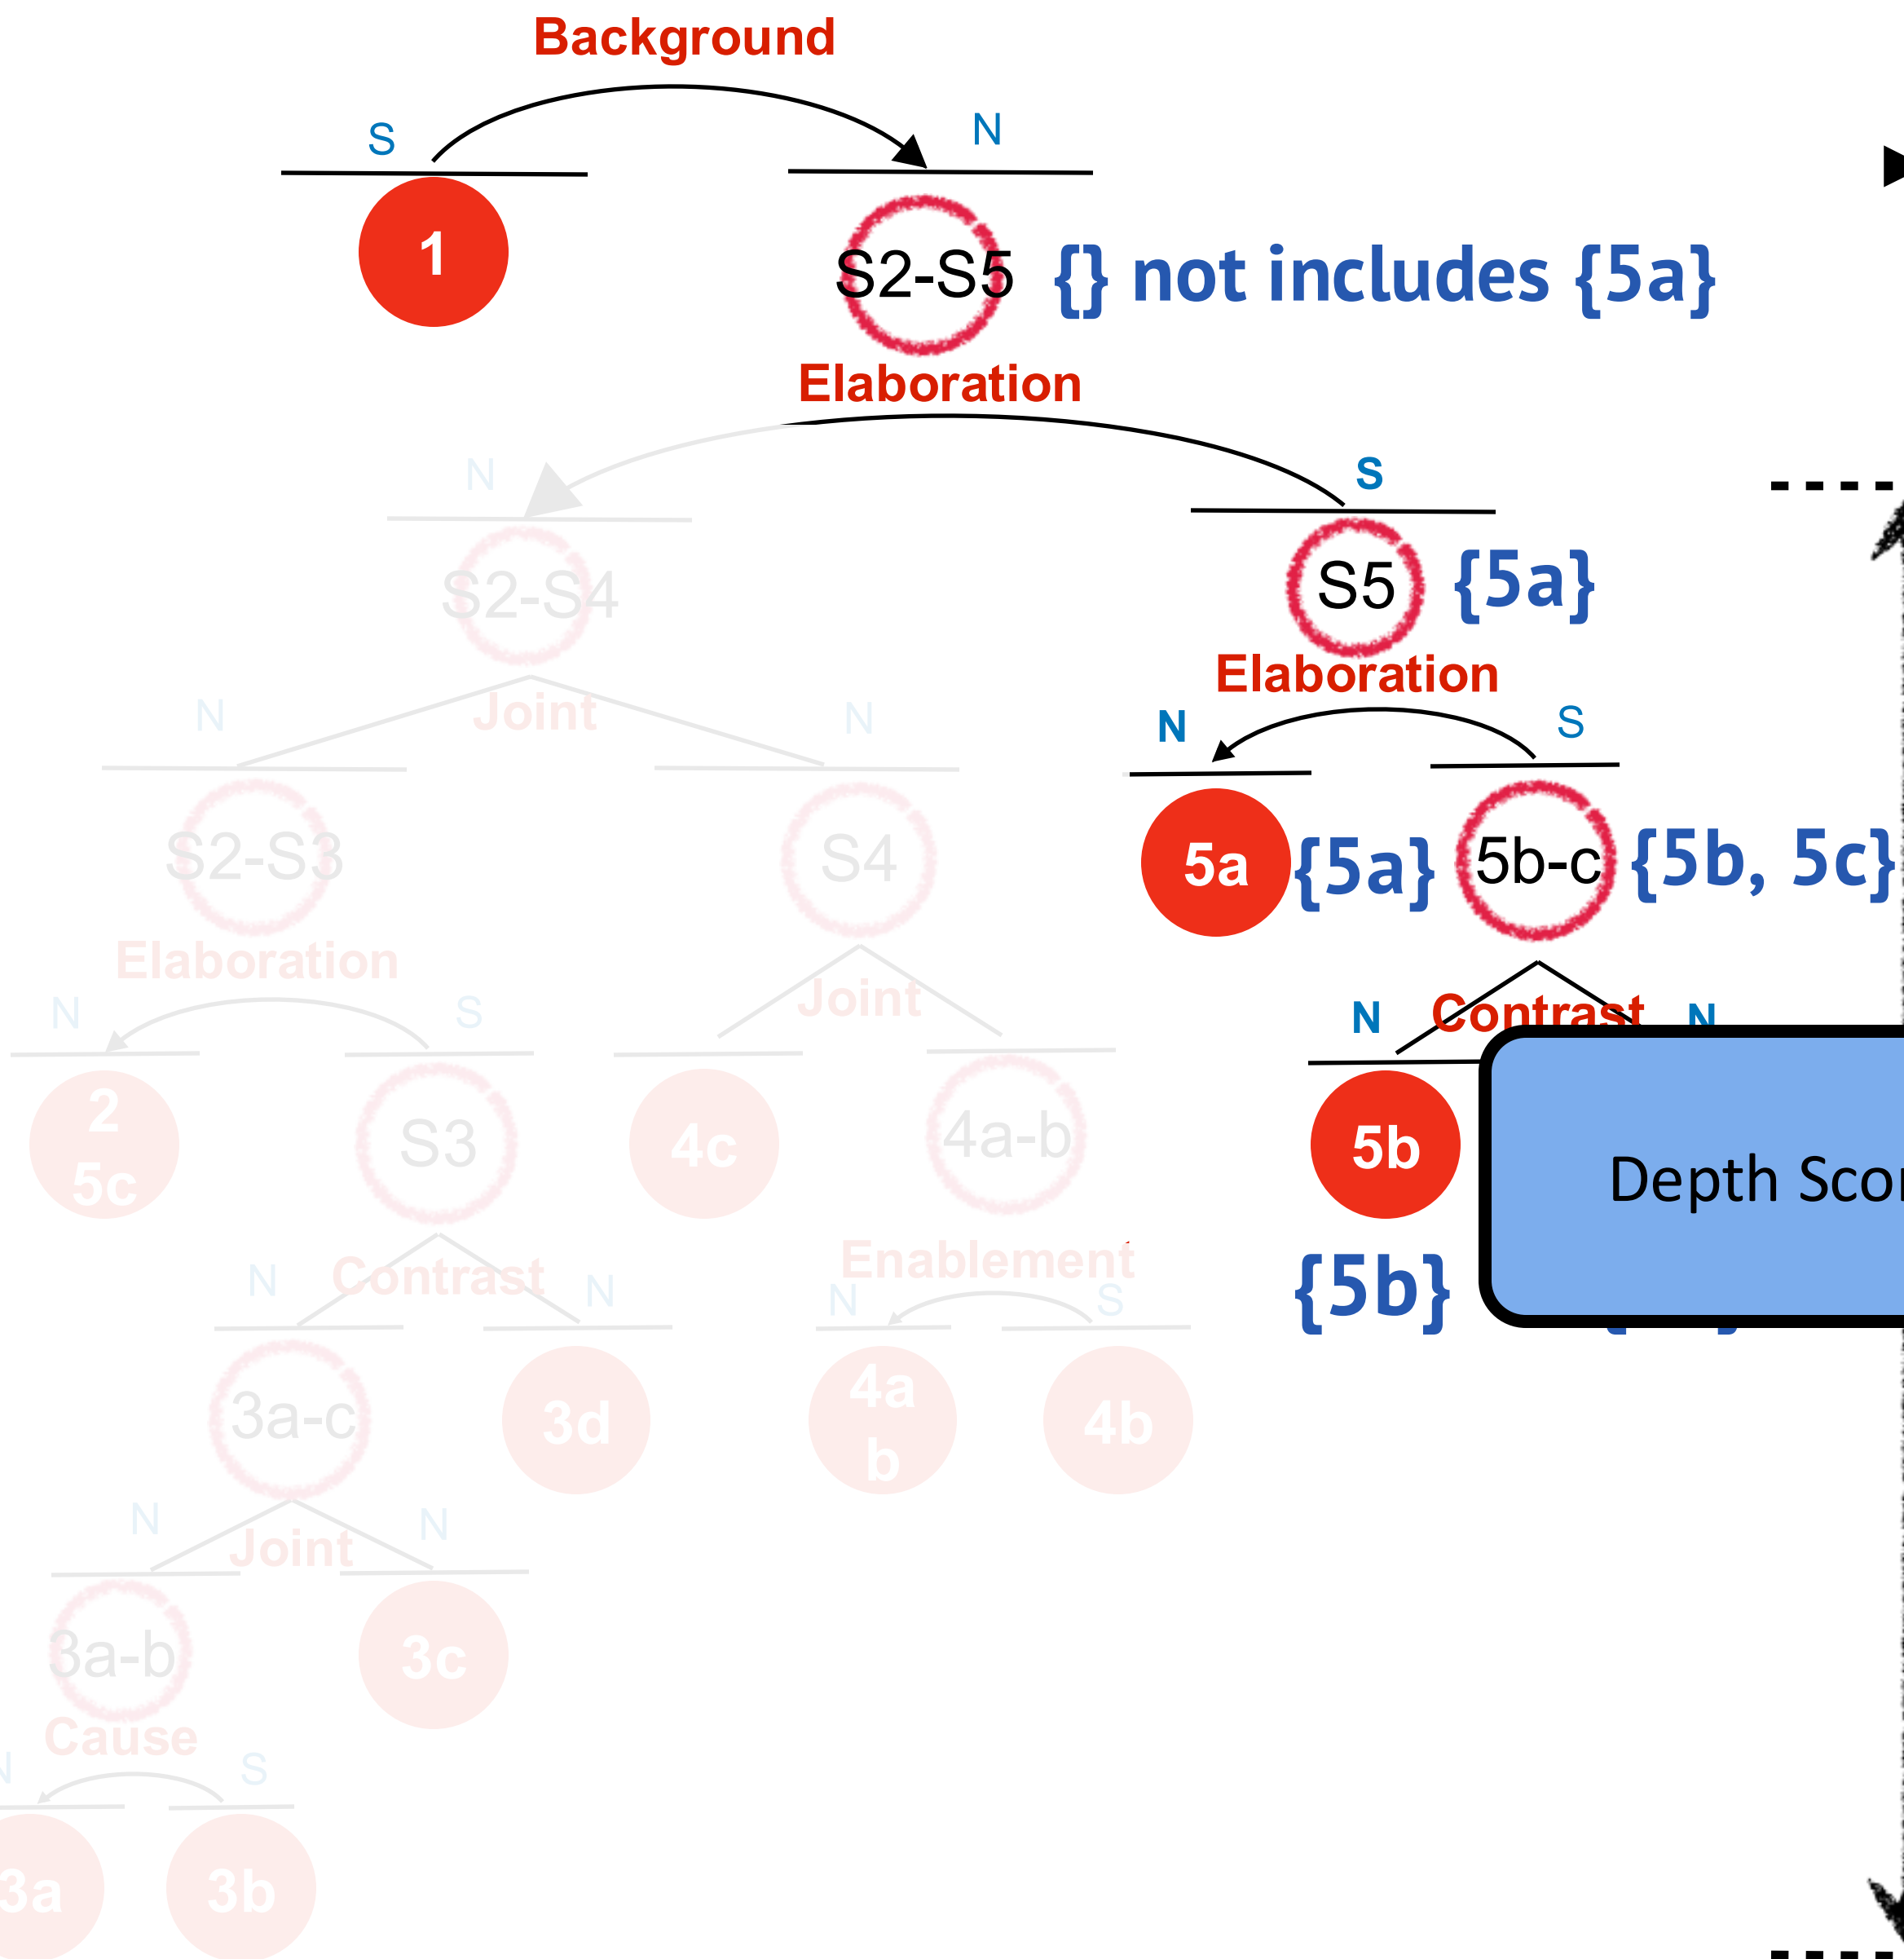 Background
S
N
1
S2-S5
{} not includes {5a}
Elaboration
N
S
S2-S4
S5
{5a}
Elaboration
N
Joint
N
N
S
S2-S3
S4
5a
{5a}
5b-c
{5b, 5c}
Elaboration
Joint
N
S
N
Contrast
N
2
5c
S3
4c
4a-b
5b
Depth
{5b}
N
Contrast
N
Enablement
N
S
3a-c
3d
4a
b
4b
N
Joint
N
3a-b
3c
Cause
N
S
3a
3b